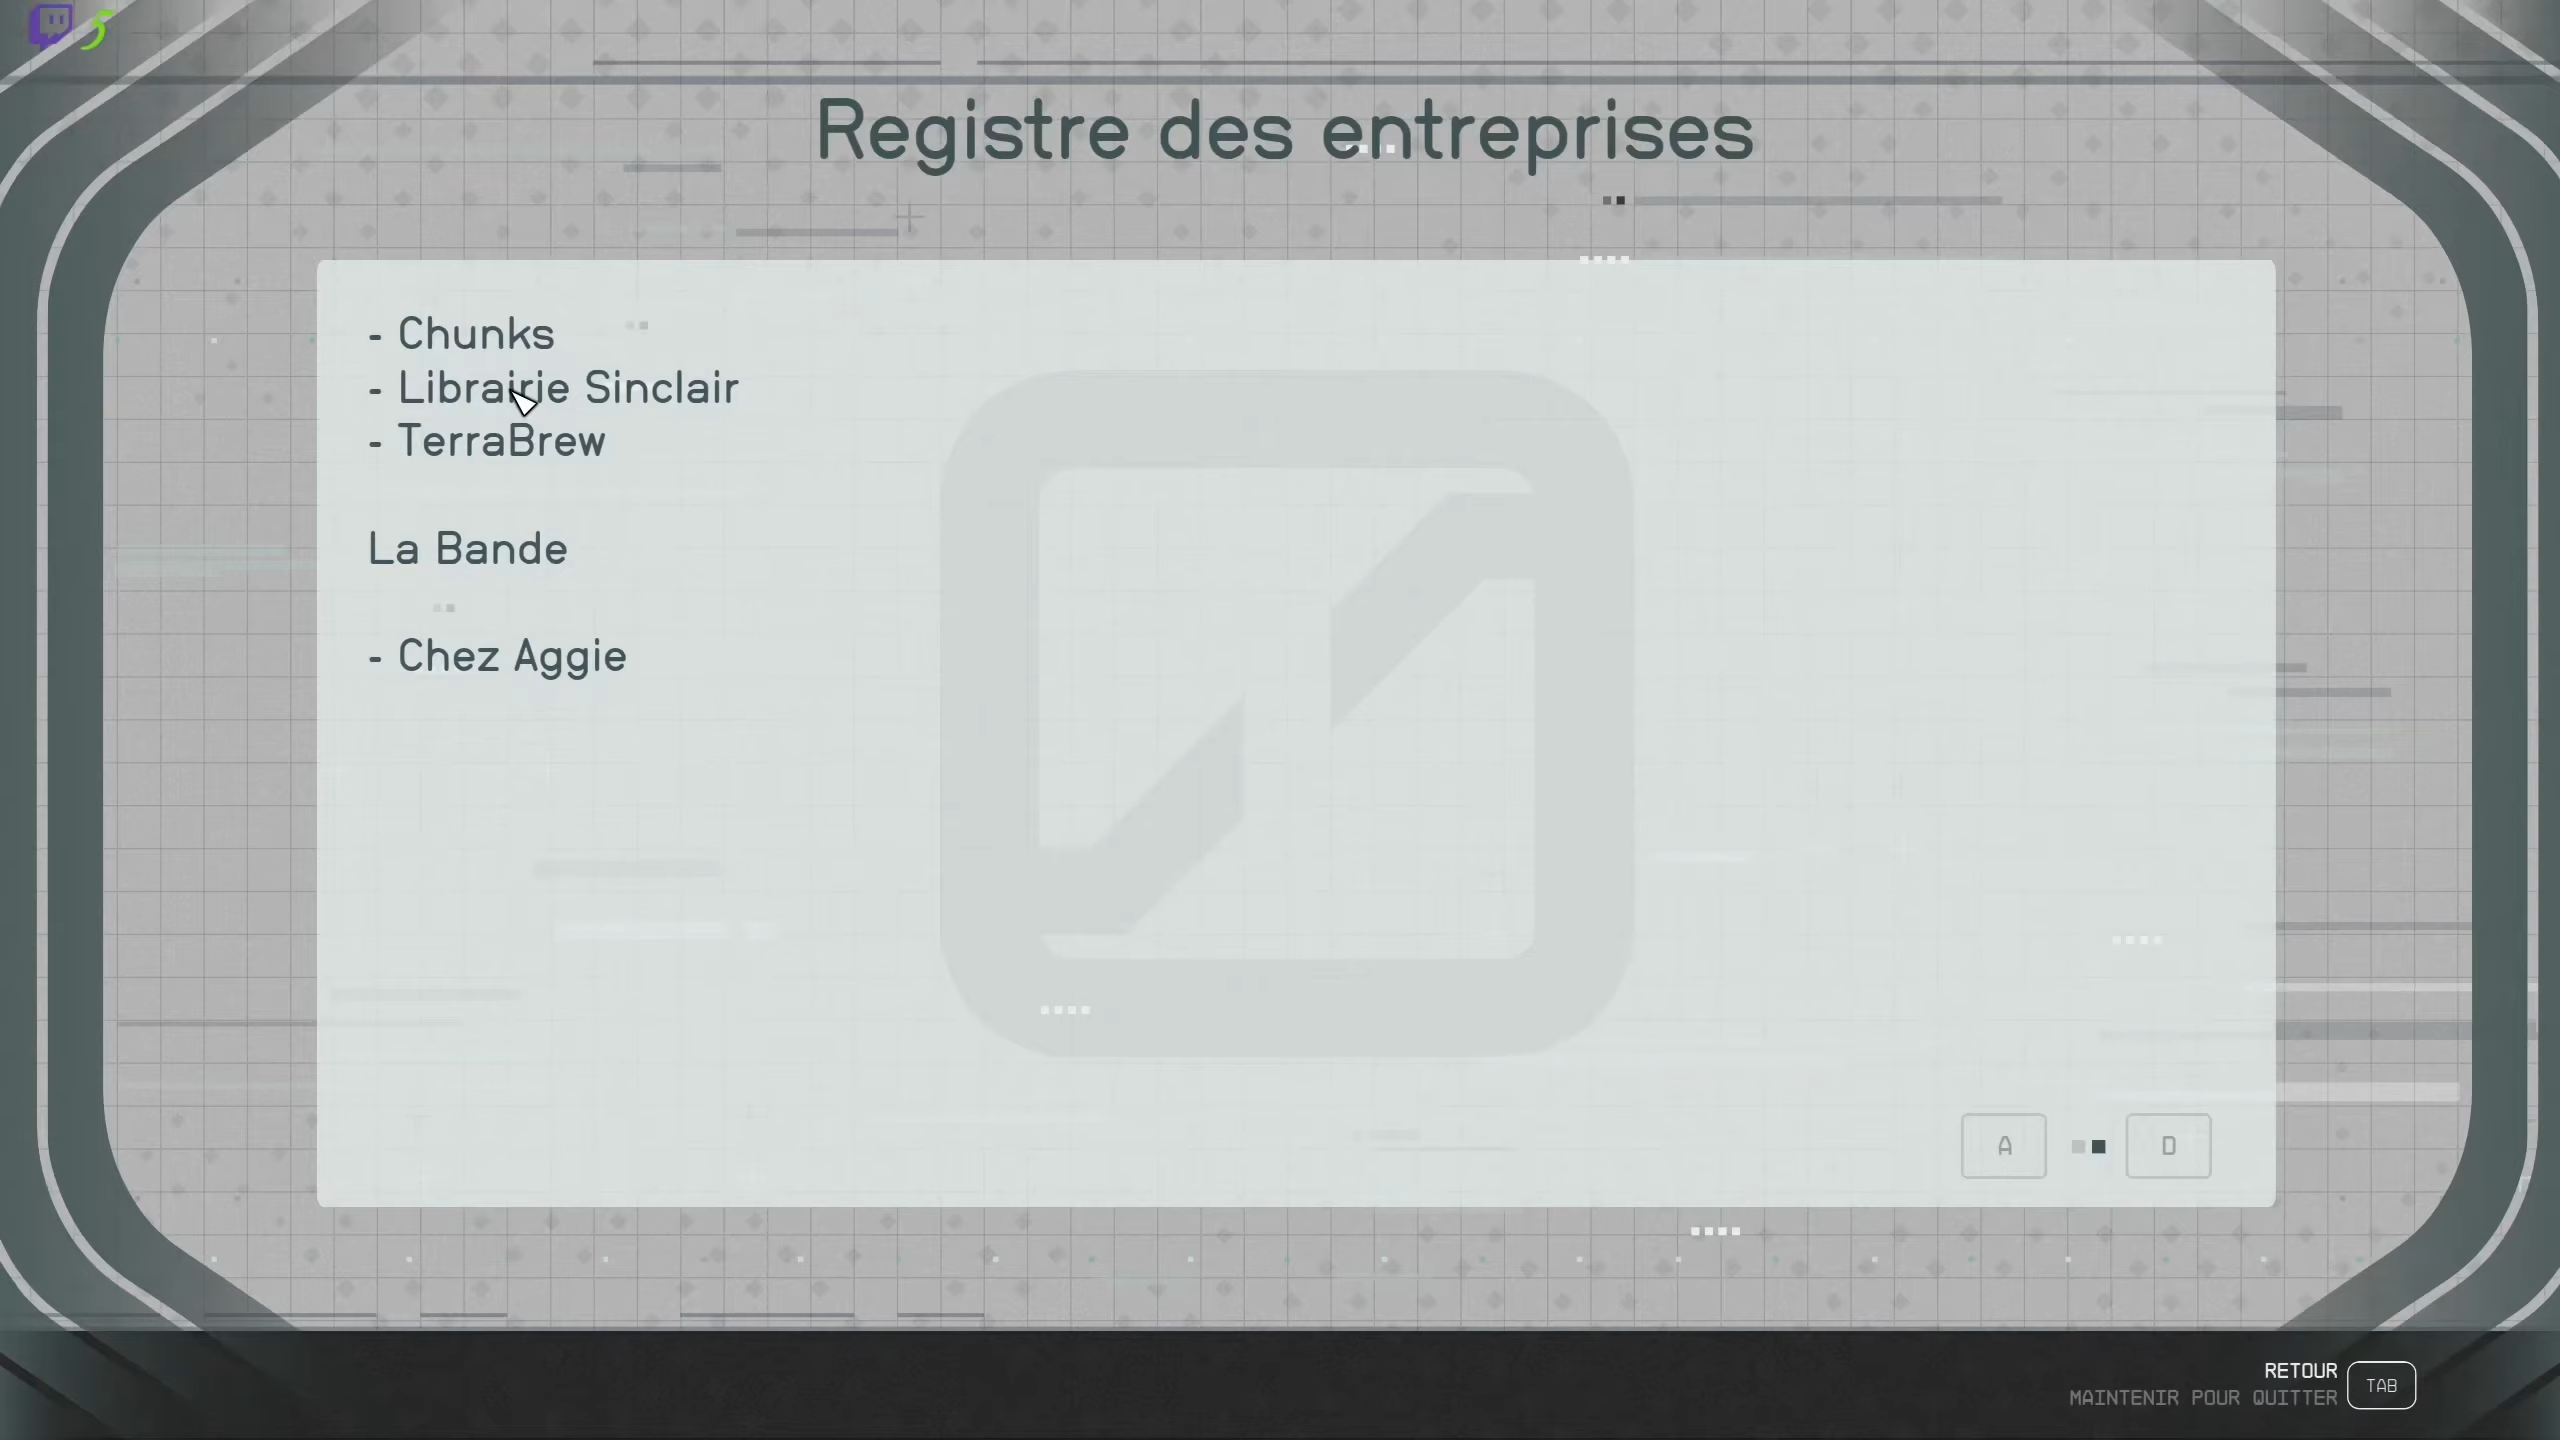 Registre des entreprises
- Chunks
- Librairie Sinclair
- TerraBrew
La Bande
- Chez Aggie
A
D
RETOUR
MAINTENIR POUR QUITTER
TAB